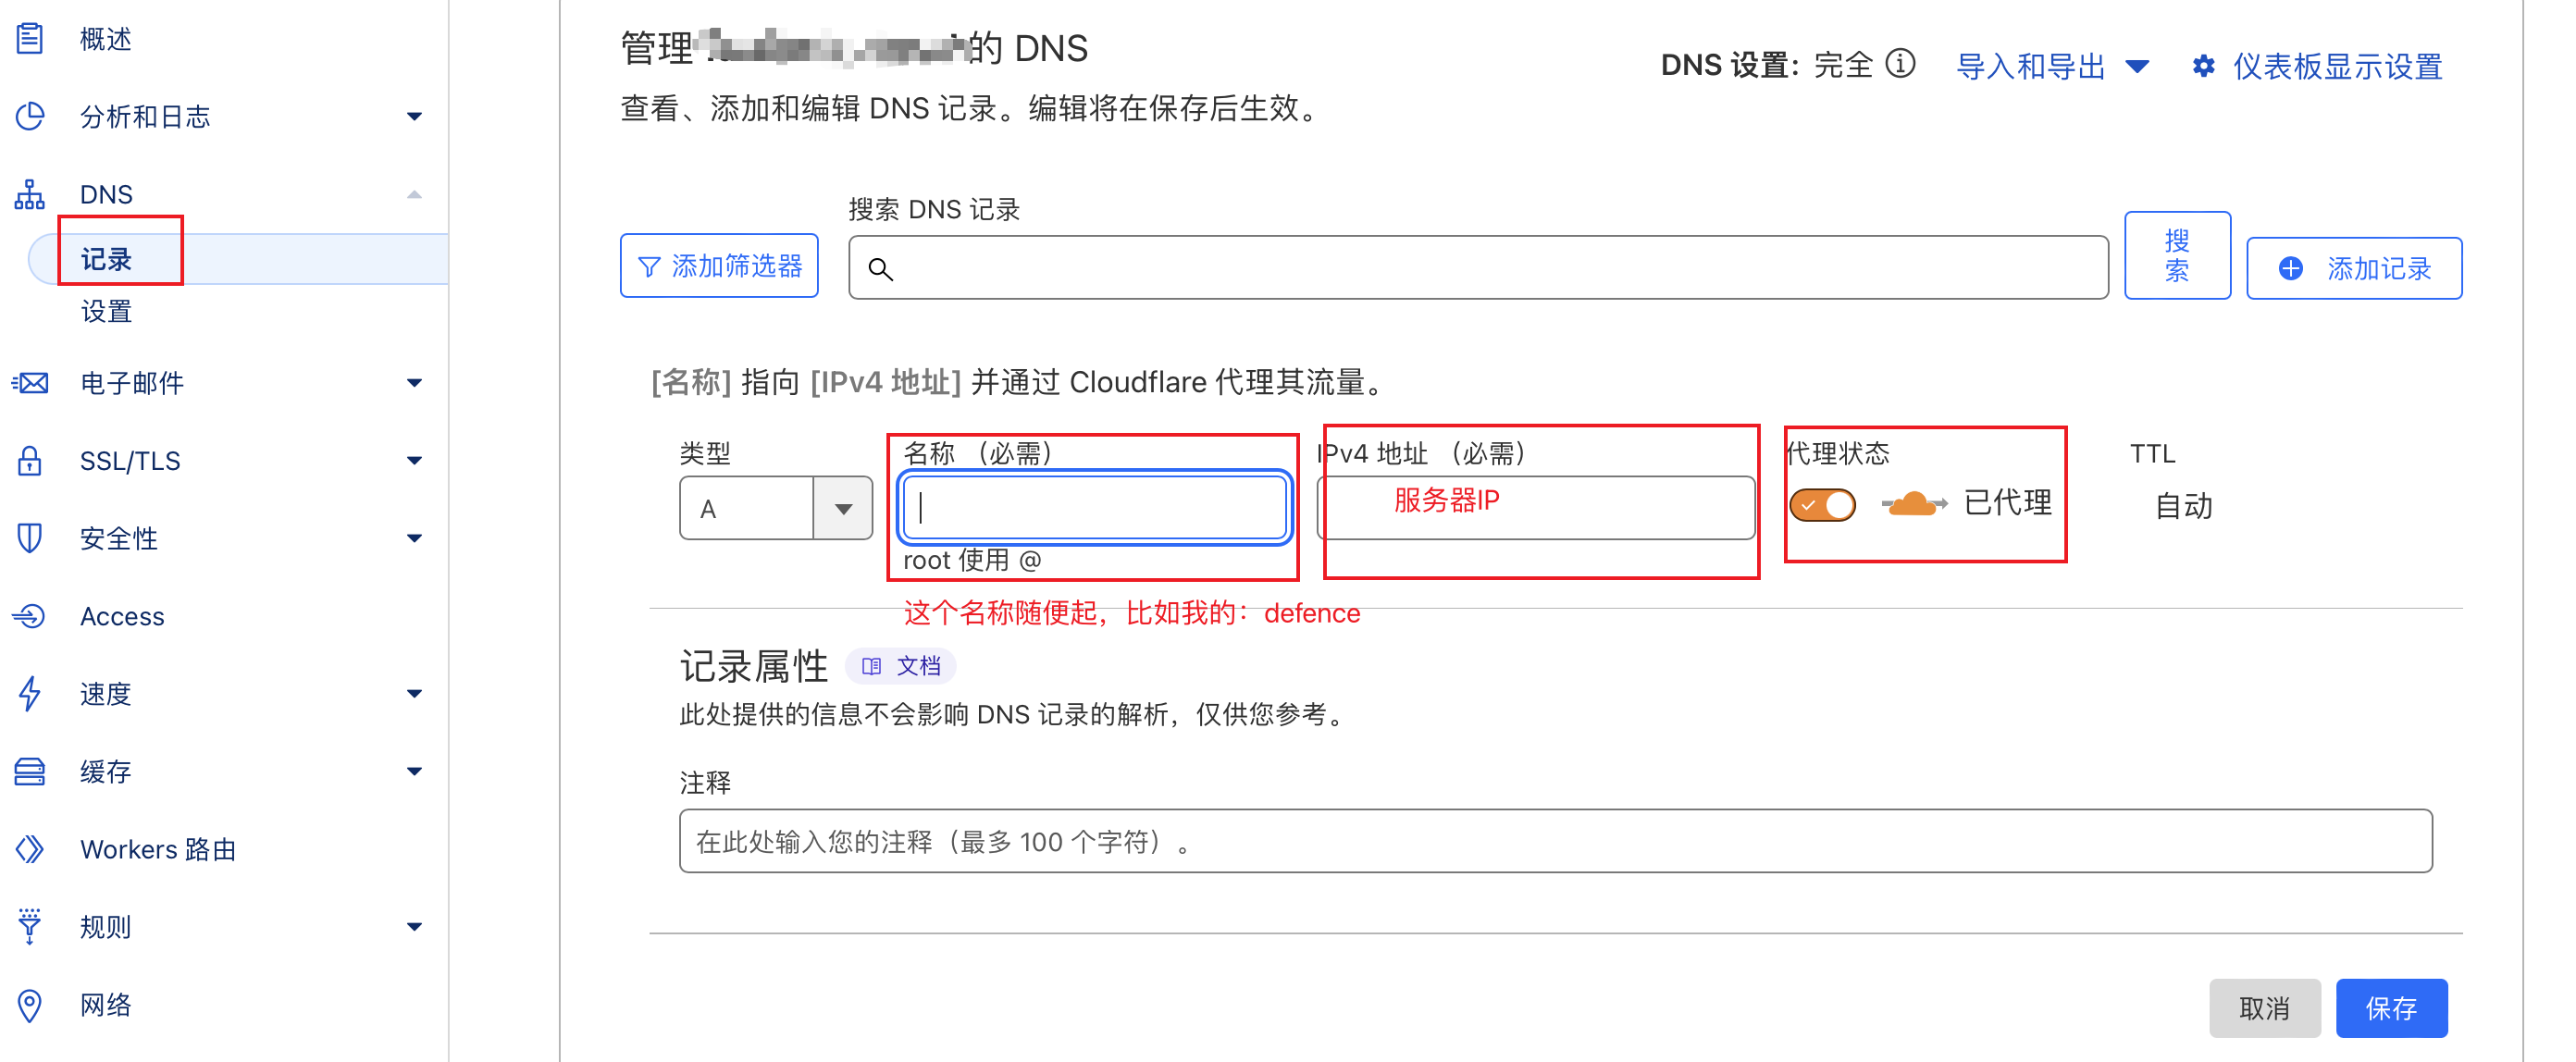 概述
分析和日志
DNS
记录
设置
电子邮件
SSL/TLS
安全性
Access
速度
缓存
Workers 路由
规则
网络
管理 的 DNS
查看、添加和编辑 DNS 记录。编辑将在保存后生效。
DNS 设置: 完全
导入和导出
仪表板显示设置
添加筛选器
搜索 DNS 记录
搜
索
添加记录
[名称] 指向 [IPv4 地址] 并通过 Cloudflare 代理其流量。
类型
A
名称 （必需）
root 使用 @
IPv4 地址 （必需）
服务器IP
代理状态
已代理
TTL
自动
这个名称随便起，比如我的：defence
记录属性
文档
此处提供的信息不会影响 DNS 记录的解析，仅供您参考。
注释
在此处输入您的注释（最多 100 个字符）。
取消
保存